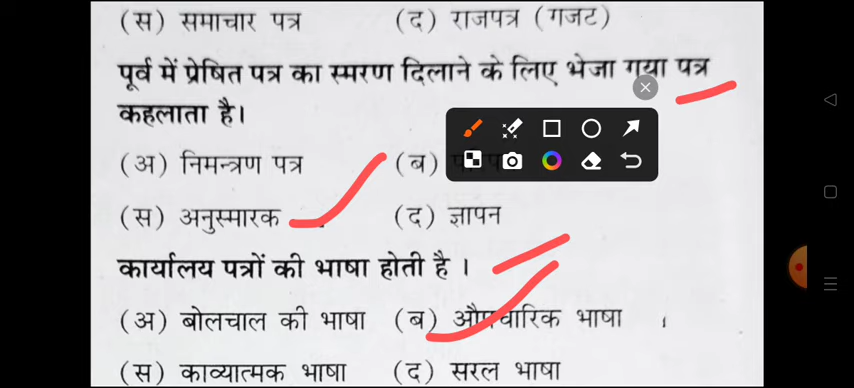 (स) समाचार पत्र (द) राजपत्र (गजट)
पूर्व में प्रेषित पत्र का स्मरण दिलाने के लिए भेजा गया पत्र
कहलाता है।
(अ) निमन्त्रण पत्र (ब)
(स) अनुस्मारक (द) ज्ञापन
कार्यालय पत्रों की भाषा होती है ।
(अ) बोलचाल की भाषा (ब) औपचारिक भाषा
(स) काव्यात्मक भाषा (द) सरल भाषा